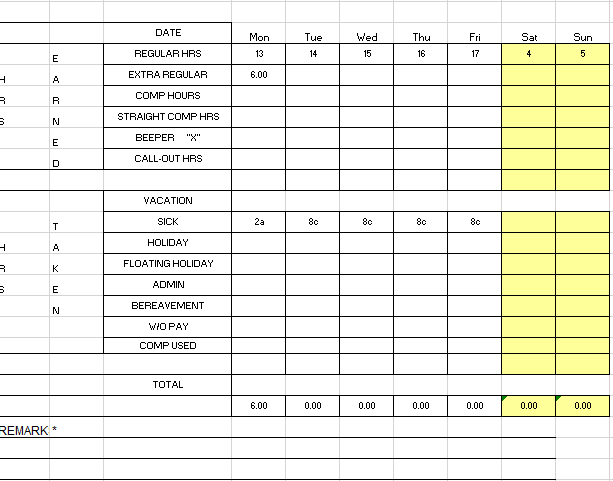 DATE Mon Tue Wed Thu Fri Sat Sun
E REGULAR HRS 13 14 15 16 17 4 5
H A EXTRA REGULAR 6.00
R R COMP HOURS
S N STRAIGHT COMP HRS
E BEEPER "X"
D CALL-OUT HRS
VACATION
T SICK 2a 8c 8c 8c 8c
H A HOLIDAY
R K FLOATING HOLIDAY
S E ADMIN
N BEREAVEMENT
W/O PAY
COMP USED
TOTAL
6.00 0.00 0.00 0.00 0.00 0.00 0.00
REMARK *